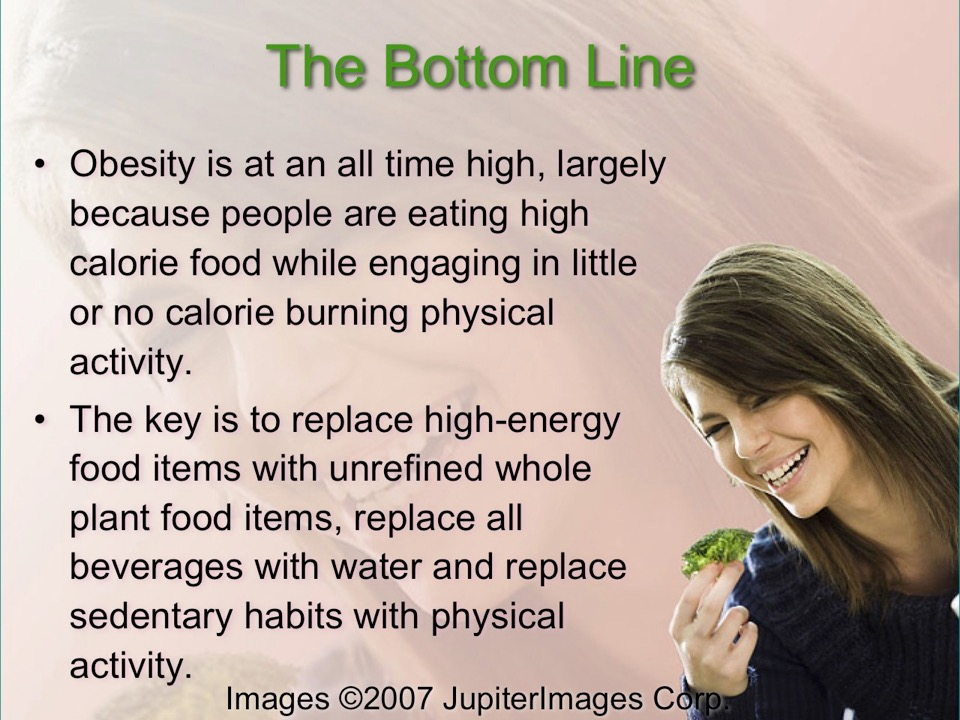 The Bottom Line
• Obesity is at an all time high, largely
because people are eating high
calorie food while engaging in little
or no calorie burning physical
activity.
• The key is to replace high-energy
food items with unrefined whole
plant food items, replace all
beverages with water and replace
sedentary habits with physical
activity.
Images ©2007 JupiterImages Corp.